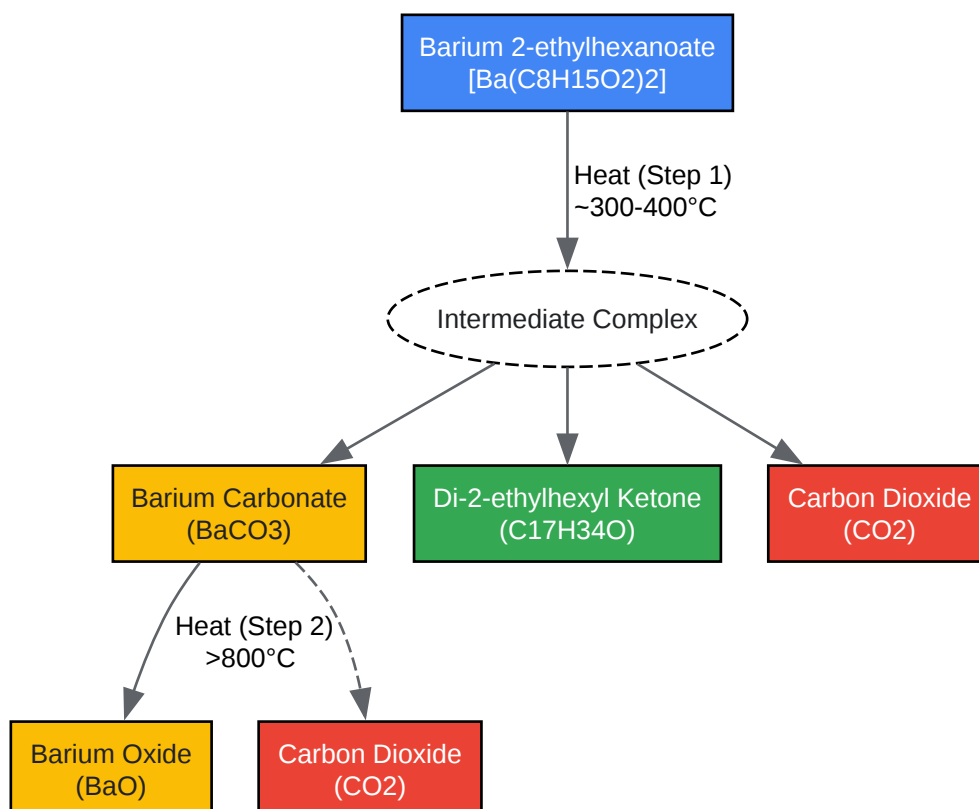 Barium 2-ethylhexanoate
[Ba(C8H15O2)2]
Heat (Step 1)
~300-400°C
Intermediate Complex
Barium Carbonate
(BaCO3)
Di-2-ethylhexyl Ketone
(C17H34O)
Carbon Dioxide
(CO2)
Heat (Step 2)
>800°C
Barium Oxide
(BaO)
Carbon Dioxide
(CO2)